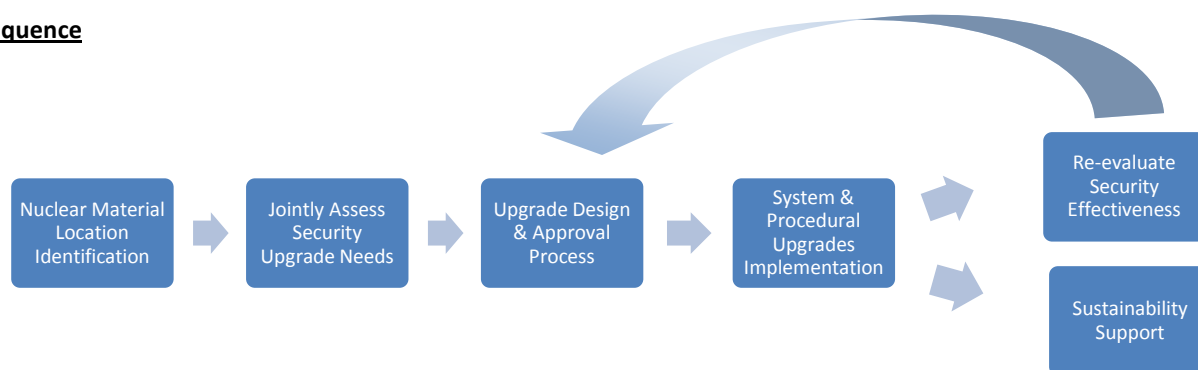 quence
Nuclear Material
Location
Identification
Jointly Assess
Security
Upgrade Needs
Upgrade Design
& Approval
Process
System &
Procedural
Upgrades
Implementation
Re-evaluate
Security
Effectiveness
Sustainability
Support